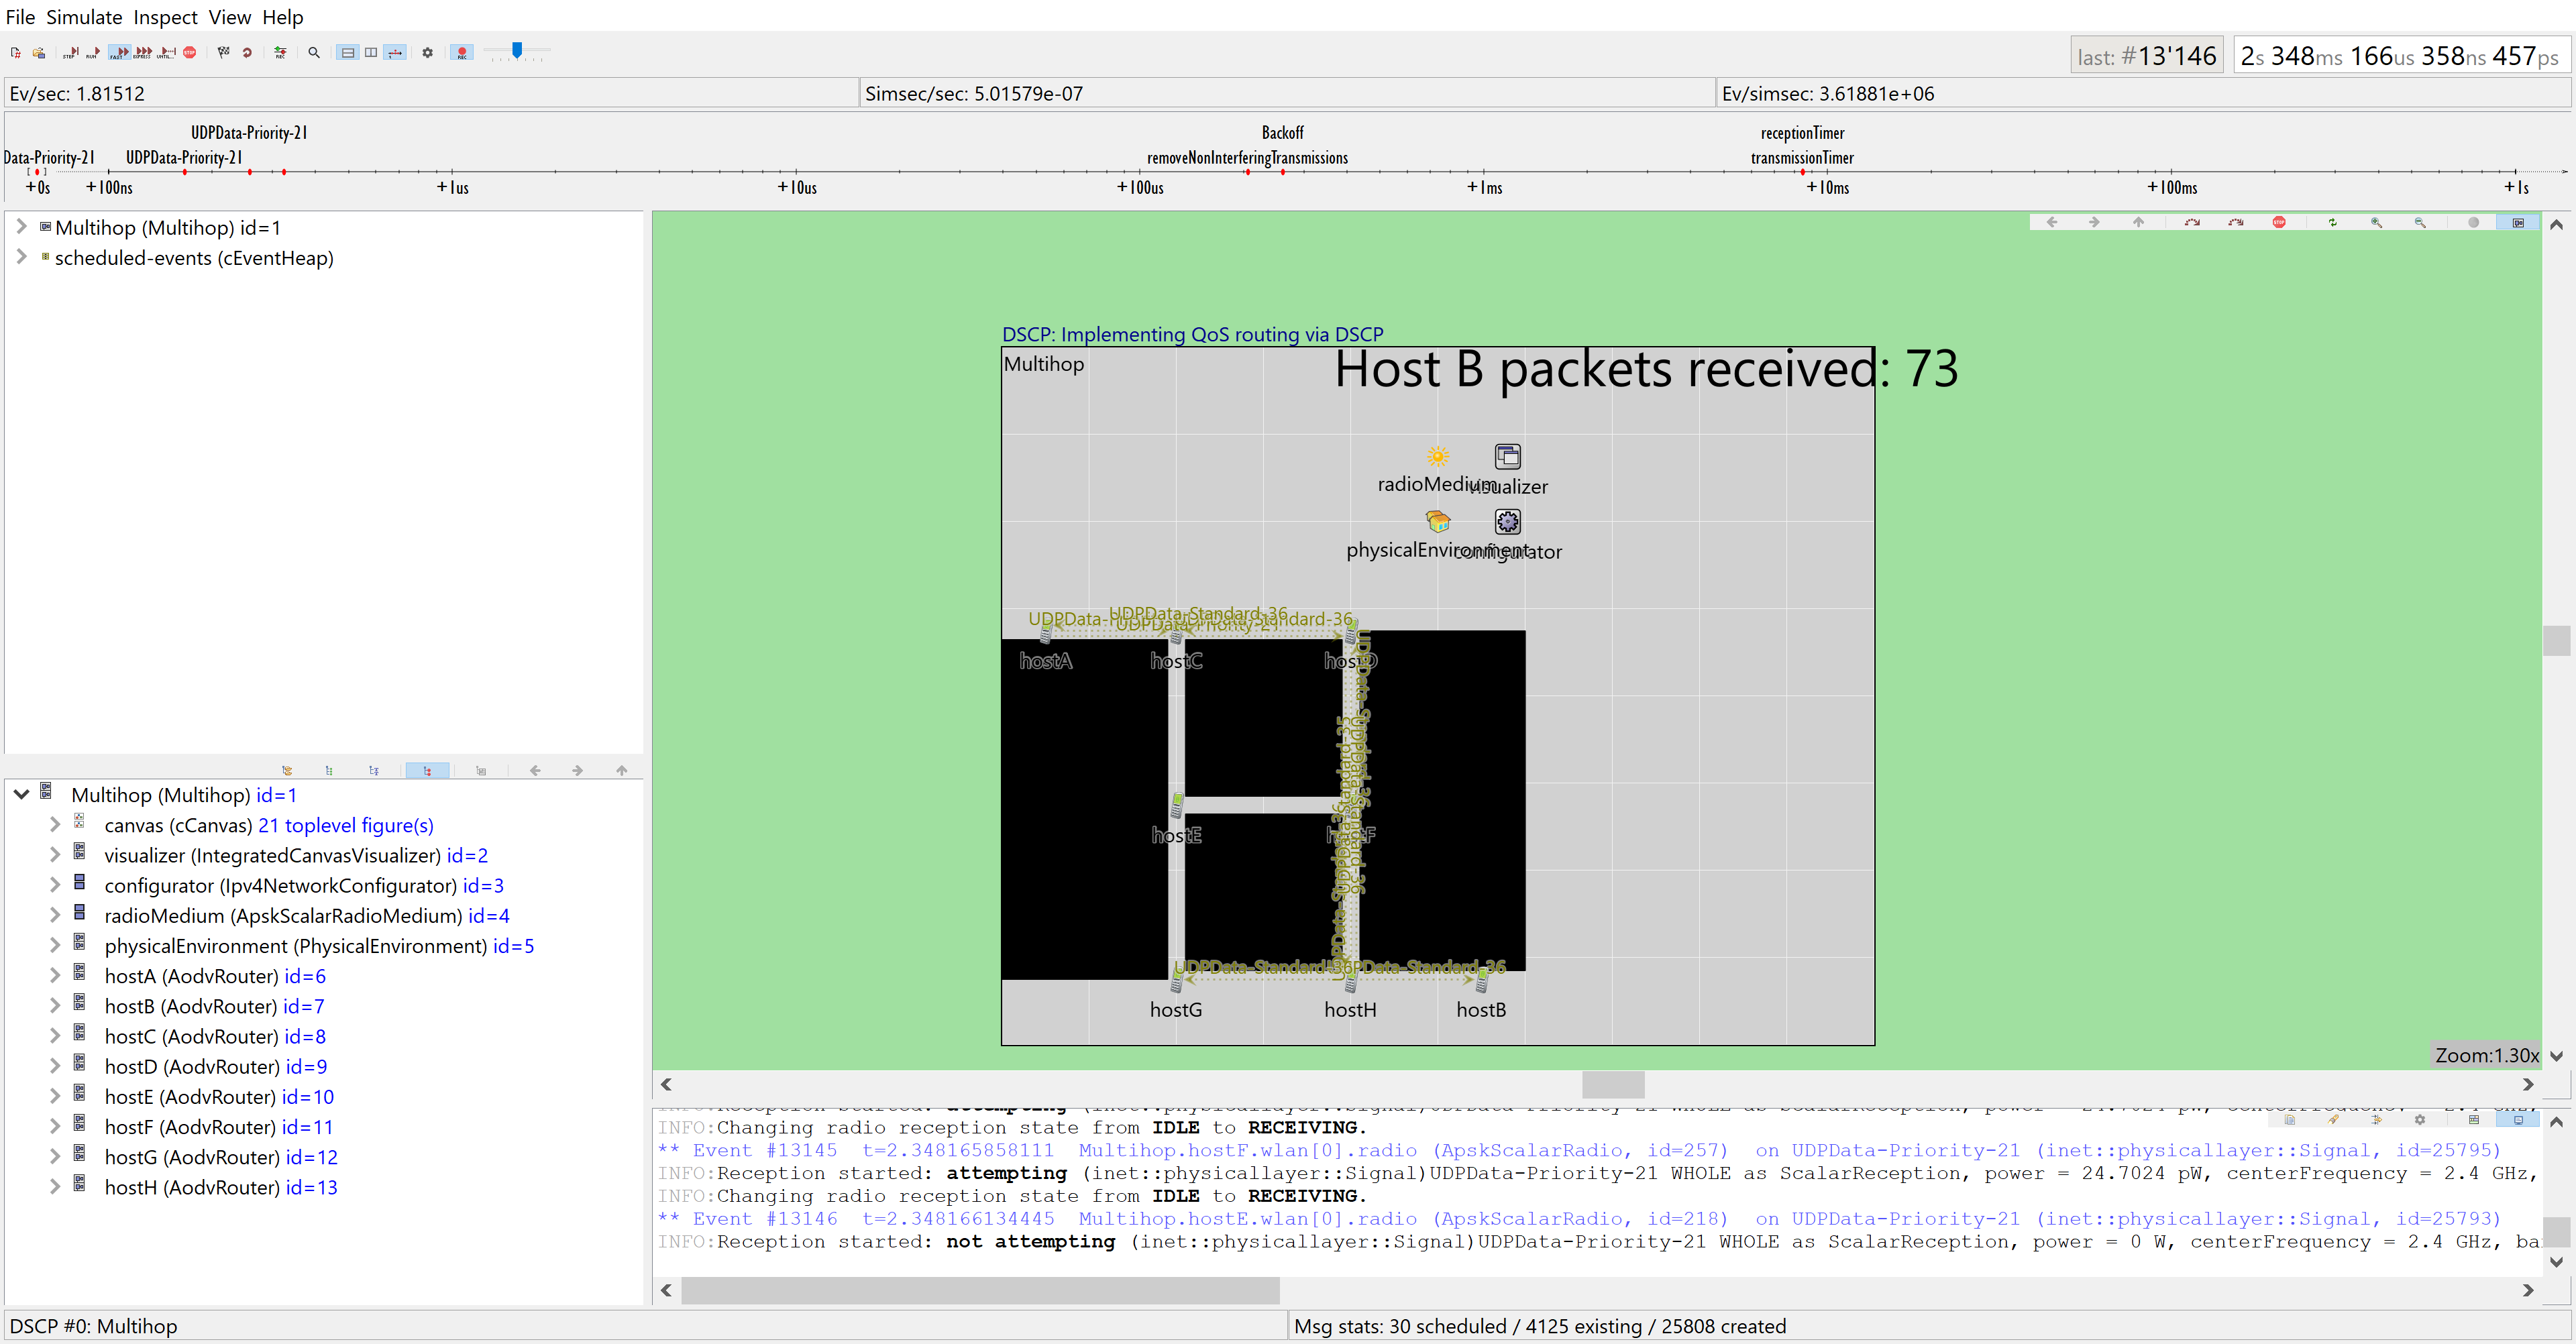 File Simulate Inspect View Help
STEP RUN FAST EXPRESS UNTIL... STOP REC REC
last: #13'146 2s 348ms 166us 358ns 457ps
Ev/sec: 1.81512 Simsec/sec: 5.01579e-07 Ev/simsec: 3.61881e+06
UDPData-Priority-21 Backoff receptionTimer
Data-Priority-21 UDPData-Priority-21 removeNonInterferingTransmissions transmissionTimer
+0s +100ns +1us +10us +100us +1ms +10ms +100ms +1s
Multihop (Multihop) id=1
scheduled-events (cEventHeap)
Multihop (Multihop) id=1
canvas (cCanvas) 21 toplevel figure(s)
visualizer (IntegratedCanvasVisualizer) id=2
configurator (Ipv4NetworkConfigurator) id=3
radioMedium (ApskScalarRadioMedium) id=4
physicalEnvironment (PhysicalEnvironment) id=5
hostA (AodvRouter) id=6
hostB (AodvRouter) id=7
hostC (AodvRouter) id=8
hostD (AodvRouter) id=9
hostE (AodvRouter) id=10
hostF (AodvRouter) id=11
hostG (AodvRouter) id=12
hostH (AodvRouter) id=13
DSCP: Implementing QoS routing via DSCP
Multihop
Host B packets received: 73
radioMedium visualizer
physicalEnvironment configurator
UDPData-Standard-36
hostA hostC hostD
hostE hostF
UDPData-Standard-36
hostG hostH hostB
Zoom:1.30x
INFO:Changing radio reception state from IDLE to RECEIVING.
** Event #13145 t=2.348165858111 Multihop.hostF.wlan[0].radio (ApskScalarRadio, id=257) on UDPData-Priority-21 (inet::physicallayer::Signal, id=25795)
INFO:Reception started: attempting (inet::physicallayer::Signal)UDPData-Priority-21 WHOLE as ScalarReception, power = 24.7024 pW, centerFrequency = 2.4 GHz,
INFO:Changing radio reception state from IDLE to RECEIVING.
** Event #13146 t=2.348166134445 Multihop.hostE.wlan[0].radio (ApskScalarRadio, id=218) on UDPData-Priority-21 (inet::physicallayer::Signal, id=25793)
INFO:Reception started: not attempting (inet::physicallayer::Signal)UDPData-Priority-21 WHOLE as ScalarReception, power = 0 W, centerFrequency = 2.4 GHz, ba
DSCP #0: Multihop Msg stats: 30 scheduled / 4125 existing / 25808 created